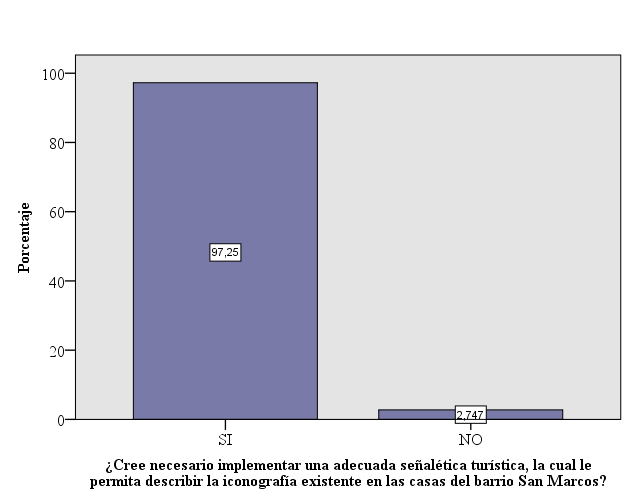 100
80
60
40
20
0
Porcentaje
97,25
2,747
SI
NO
¿Cree necesario implementar una adecuada señalética turística, la cual le
permita describir la iconografía existente en las casas del barrio San Marcos?